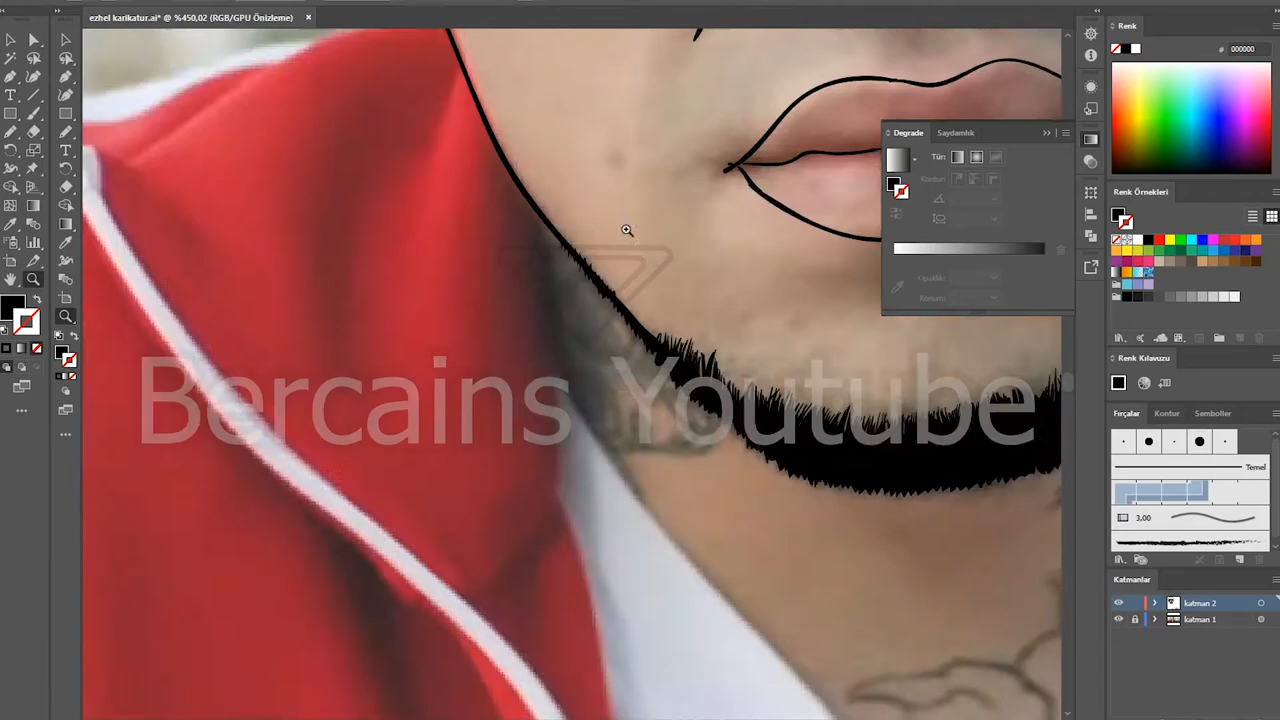 ezhel karikatur.ai* @ %450,02 (RGB/GPU Önizleme) ×
Renk
# 000000
Degrade
Saydamlık
Tür:
Kontur:
Opaklık:
Konum:
Renk Örnekleri
Bercains Youtube
Renk Kılavuzu
Fırçalar
Kontur
Semboller
Temel
3,00
Katmanlar
katman 2
katman 1